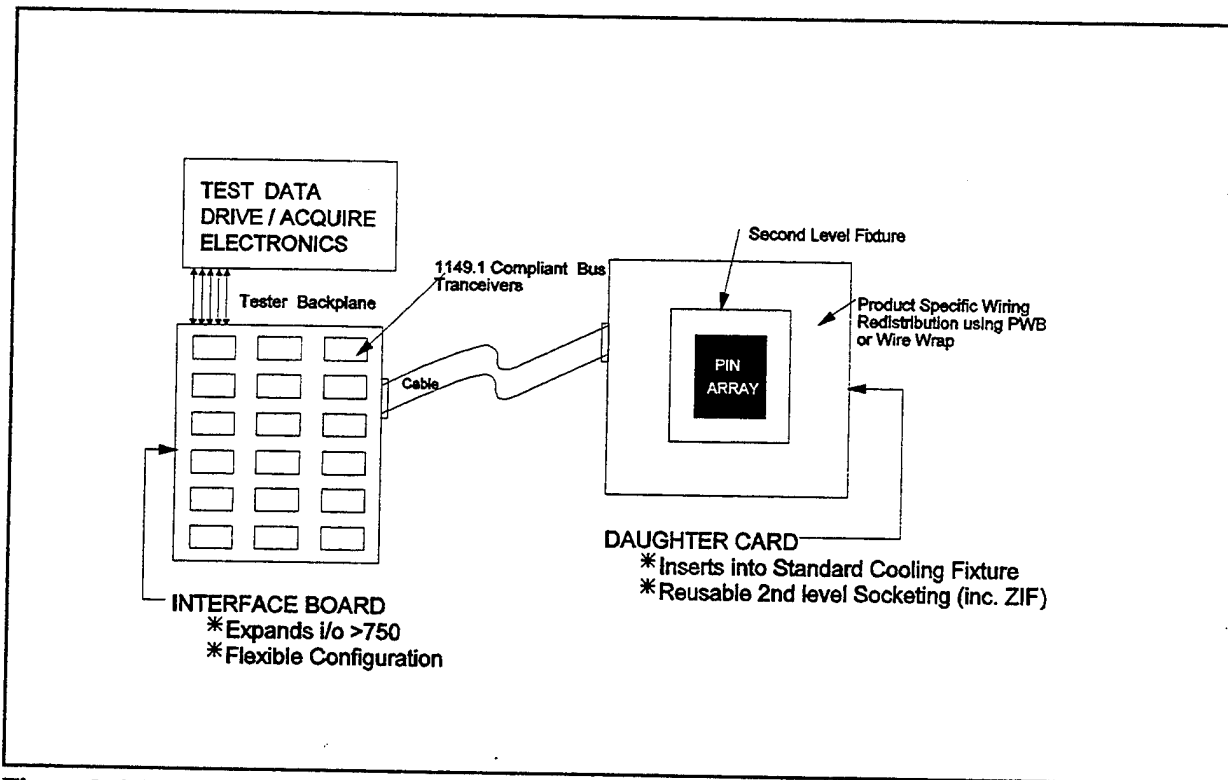 TEST DATA
DRIVE / ACQUIRE
ELECTRONICS
Tester Backplane
1149.1 Compliant Bus
Tranceivers
Cable
Second Level Fixture
Product Specific Wiring
Redistribution using PWB
or Wire Wrap
PIN
ARRAY
DAUGHTER CARD
*Inserts into Standard Cooling Fixture
*Reusable 2nd level Socketing (inc. ZIF)
INTERFACE BOARD
*Expands i/o >750
*Flexible Configuration